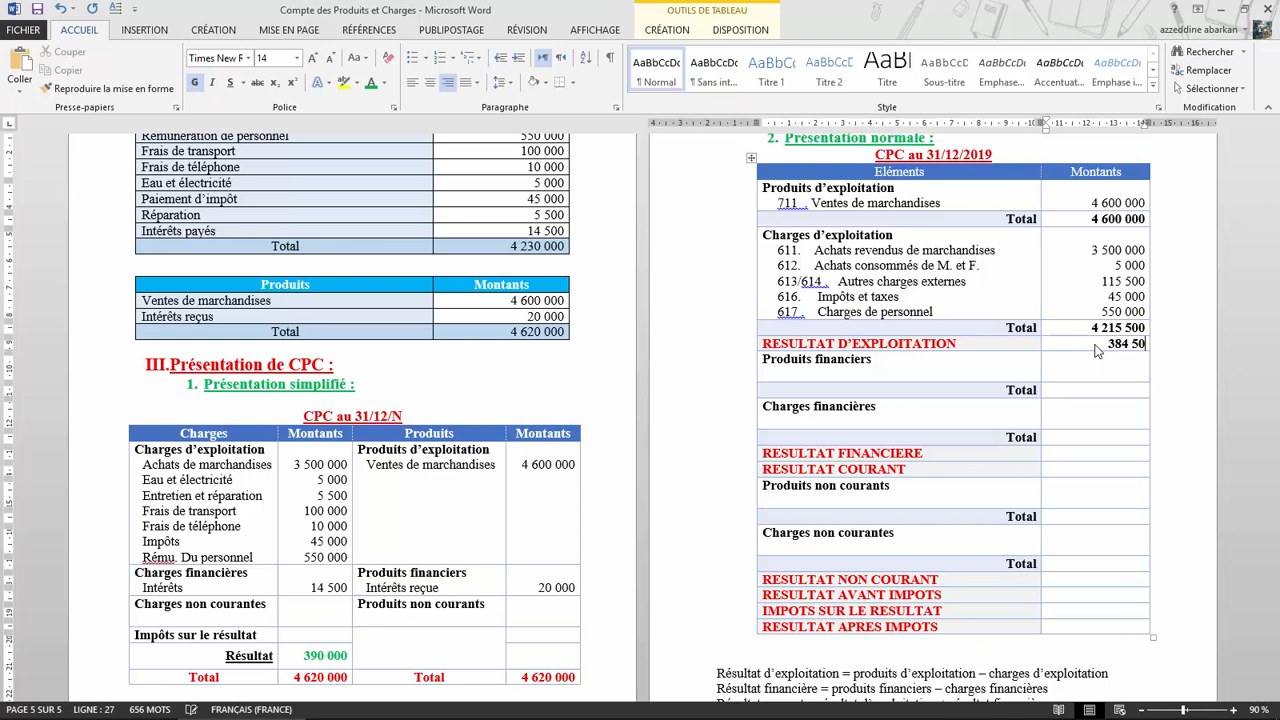 Compte des Produits et Charges - Microsoft Word
OUTILS DE TABLEAU
FICHIER ACCUEIL INSERTION CRÉATION MISE EN PAGE RÉFÉRENCES PUBLIPOSTAGE RÉVISION AFFICHAGE CRÉATION DISPOSITION
azzeddine abarkan
Coller
Couper
Copier
Reproduire la mise en forme
Presse-papiers
Times New F 14
G I S abc x₂ x²
Police
Paragraphe
AaBbCcDc AaBbCcDc AaBbCc AaBbCcC AaBl AaBbCcD AaBbCcDc AaBbCcDc AaBbCcDc
¶ Normal ¶ Sans int... Titre 1 Titre 2 Titre Sous-titre Emphase... Accentuat... Emphase i...
Style
Rechercher
Remplacer
Sélectionner
Modification
Rémunération de personnel 550 000
Frais de transport 100 000
Frais de téléphone 10 000
Eau et électricité 5 000
Paiement d'impôt 45 000
Réparation 5 500
Intérêts payés 14 500
Total 4 230 000
Produits Montants
Ventes de marchandises 4 600 000
Intérêts reçus 20 000
Total 4 620 000
III.Présentation de CPC :
1. Présentation simplifié :
CPC au 31/12/N
Charges Montants Produits Montants
Charges d'exploitation Produits d'exploitation
Achats de marchandises 3 500 000 Ventes de marchandises 4 600 000
Eau et électricité 5 000
Entretien et réparation 5 500
Frais de transport 100 000
Frais de téléphone 10 000
Impôts 45 000
Rému. Du personnel 550 000
Charges financières Produits financiers
Intérêts 14 500 Intérêts reçue 20 000
Charges non courantes Produits non courants
Impôts sur le résultat
Résultat 390 000
Total 4 620 000 Total 4 620 000
2. Présentation normale :
CPC au 31/12/2019
Eléments Montants
Produits d'exploitation
711 . Ventes de marchandises 4 600 000
Total 4 600 000
Charges d'exploitation
611. Achats revendus de marchandises 3 500 000
612. Achats consommés de M. et F. 5 000
613/614 . Autres charges externes 115 500
616. Impôts et taxes 45 000
617 . Charges de personnel 550 000
Total 4 215 500
RESULTAT D'EXPLOITATION 384 50
Produits financiers
Total
Charges financières
Total
RESULTAT FINANCIERE
RESULTAT COURANT
Produits non courants
Total
Charges non courantes
Total
RESULTAT NON COURANT
RESULTAT AVANT IMPOTS
IMPOTS SUR LE RESULTAT
RESULTAT APRES IMPOTS
Résultat d'exploitation = produits d'exploitation – charges d'exploitation
Résultat financière = produits financiers – charges financières
PAGE 5 SUR 5 LIGNE : 27 656 MOTS FRANÇAIS (FRANCE) 90 %